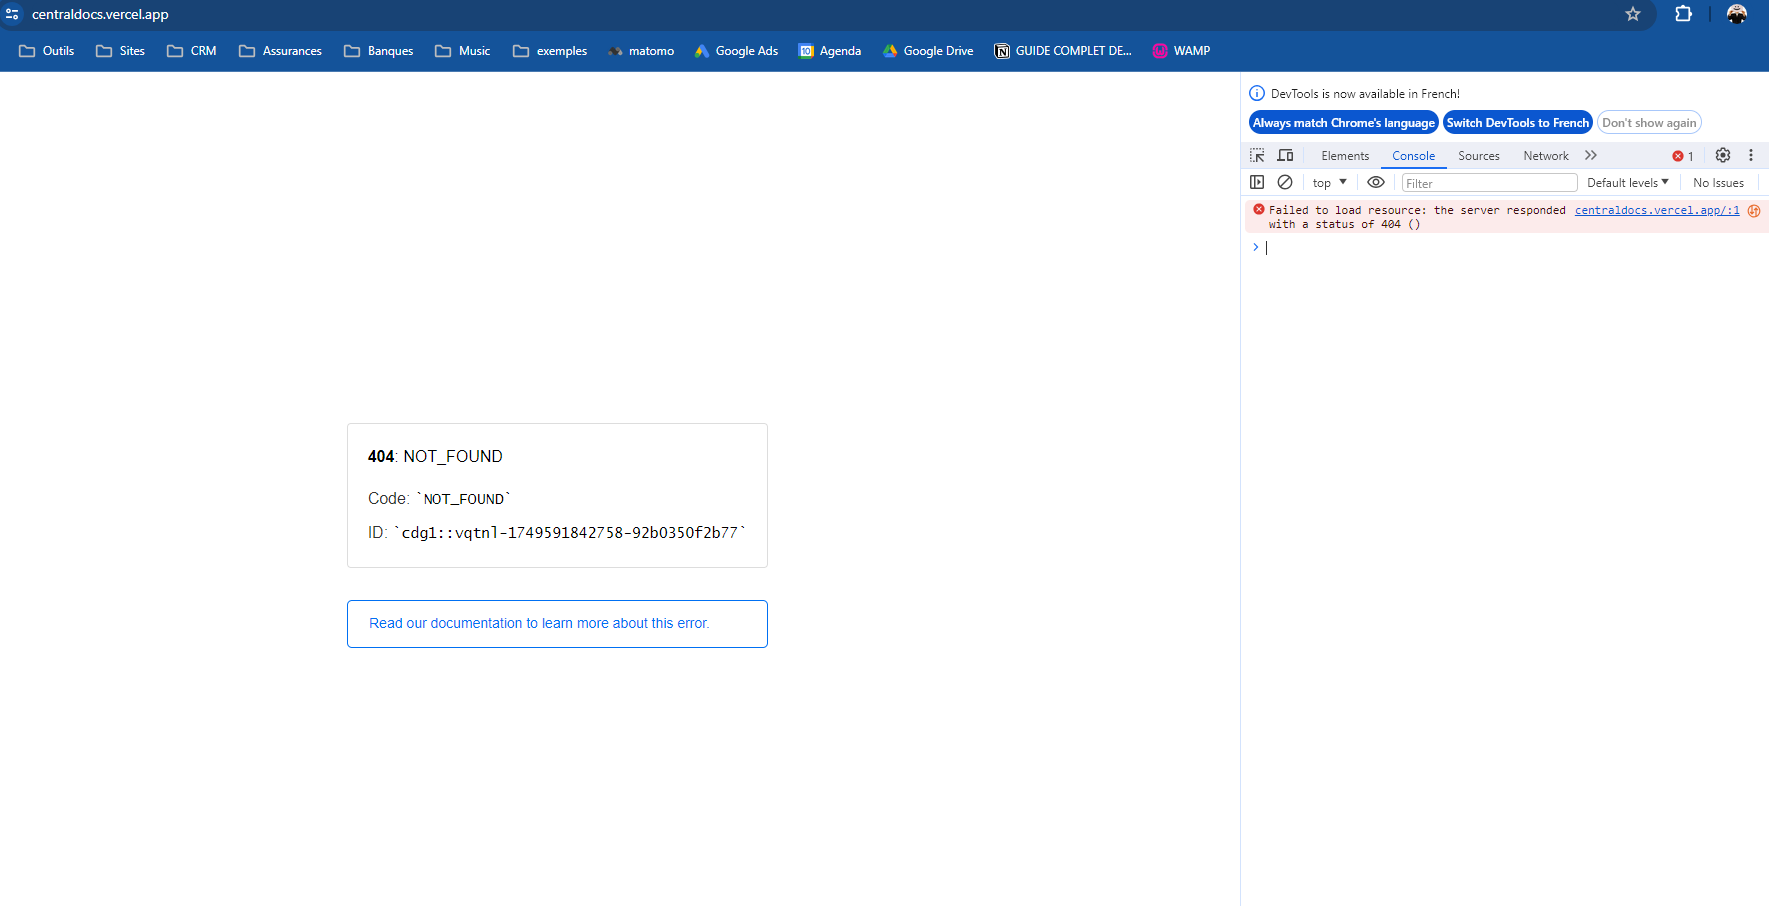 centraldocs.vercel.app
Outils Sites CRM Assurances Banques Music exemples matomo Google Ads 10 Agenda Google Drive GUIDE COMPLET DE... WAMP
DevTools is now available in French!
Always match Chrome's language Switch DevTools to French Don't show again
Elements Console Sources Network 1
top Filter Default levels No Issues
Failed to load resource: the server responded centraldocs.vercel.app/:1
with a status of 404 ()
404: NOT_FOUND
Code: `NOT_FOUND`
ID: `cdg1::vqtnl-1749591842758-92b0350f2b77`
Read our documentation to learn more about this error.